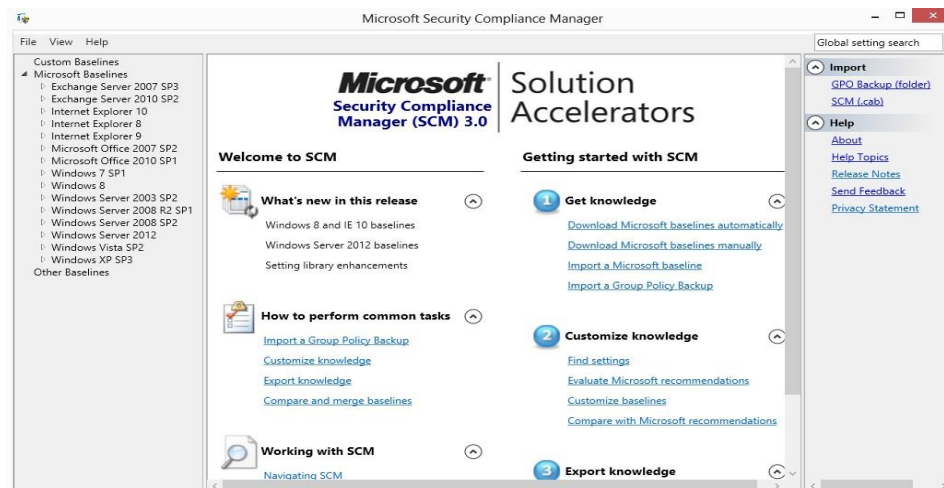 Microsoft Security Compliance Manager
File View Help
Global setting search
Custom Baselines
Microsoft Baselines
Exchange Server 2007 SP3
Exchange Server 2010 SP2
Internet Explorer 10
Internet Explorer 8
Internet Explorer 9
Microsoft Office 2007 SP2
Microsoft Office 2010 SP1
Windows 7 SP1
Windows 8
Windows Server 2003 SP2
Windows Server 2008 R2 SP1
Windows Server 2008 SP2
Windows Server 2012
Windows Vista SP2
Windows XP SP3
Other Baselines
Microsoft
Security Compliance
Manager (SCM) 3.0
Solution
Accelerators
Welcome to SCM
What's new in this release
Windows 8 and IE 10 baselines
Windows Server 2012 baselines
Setting library enhancements
How to perform common tasks
Import a Group Policy Backup
Customize knowledge
Export knowledge
Compare and merge baselines
Working with SCM
Navigating SCM
Getting started with SCM
1 Get knowledge
Download Microsoft baselines automatically
Download Microsoft baselines manually
Import a Microsoft baseline
Import a Group Policy Backup
2 Customize knowledge
Find settings
Evaluate Microsoft recommendations
Customize baselines
Compare with Microsoft recommendations
3 Export knowledge
Import
GPO Backup (folder)
SCM (.cab)
Help
About
Help Topics
Release Notes
Send Feedback
Privacy Statement